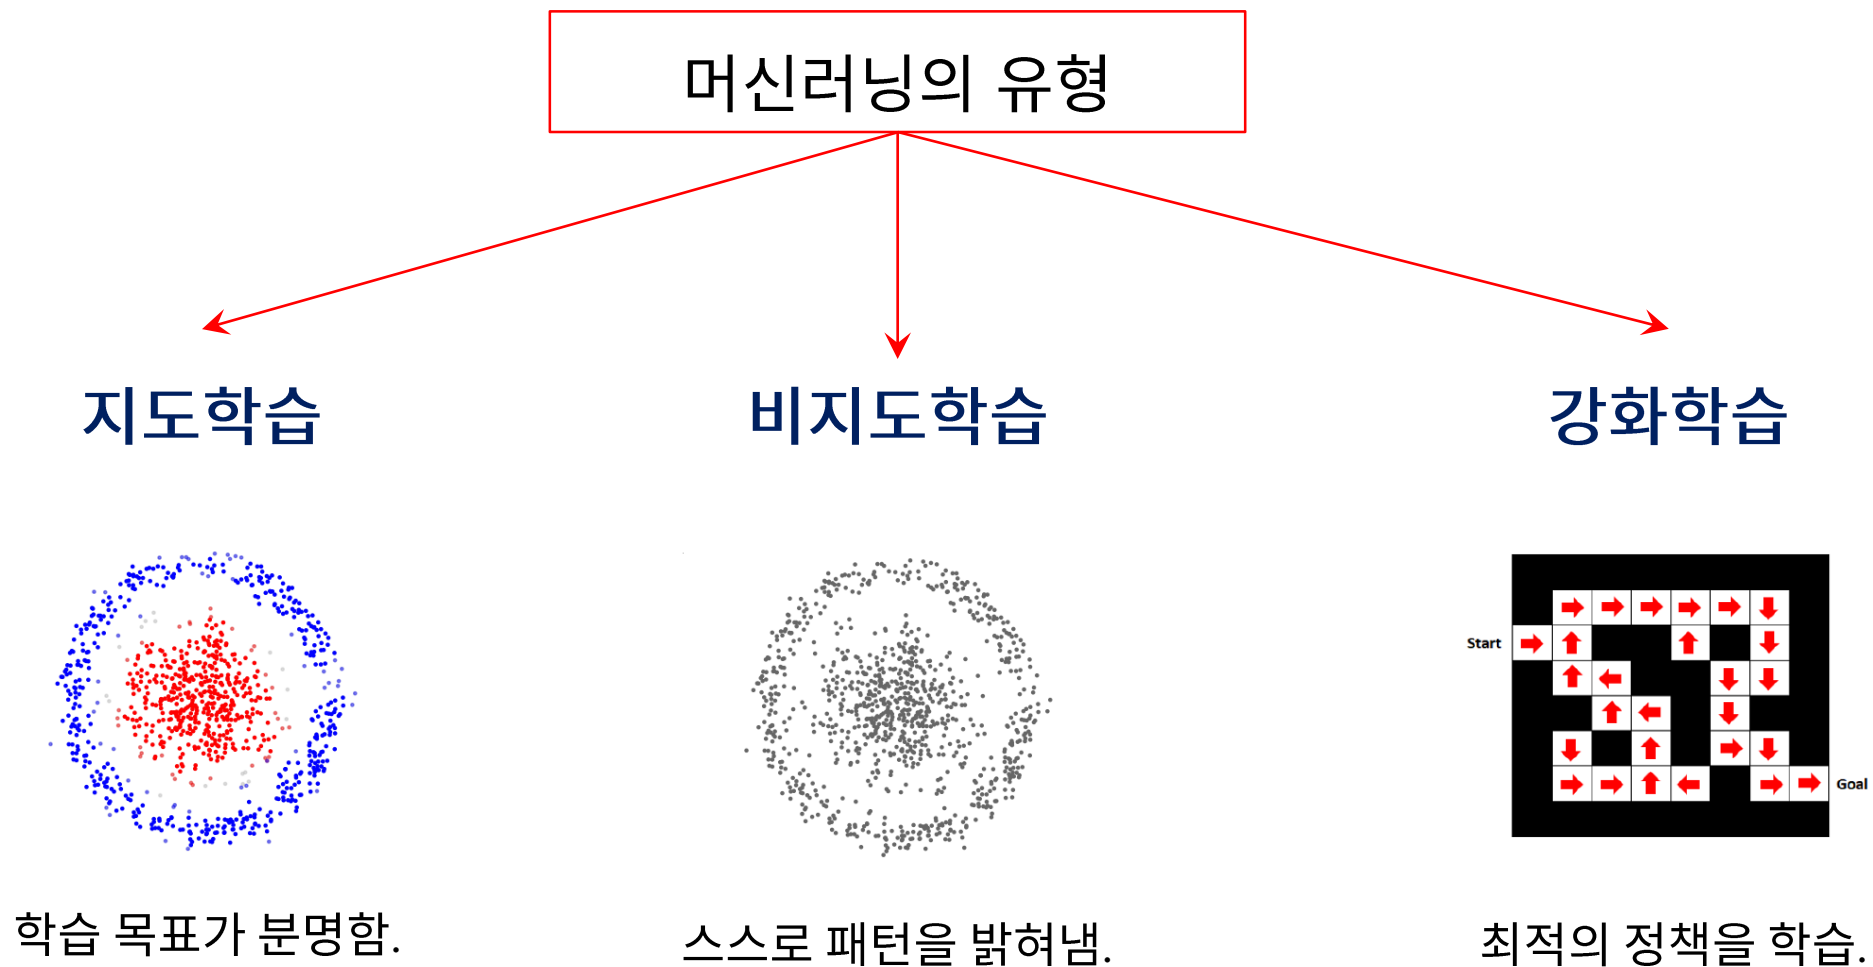 머신러닝의 유형
지도학습
비지도학습
강화학습
Start
Goal
학습 목표가 분명함.
스스로 패턴을 밝혀냄.
최적의 정책을 학습.